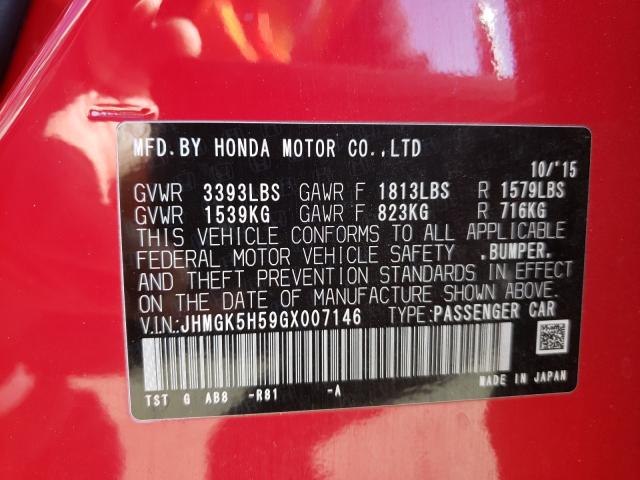 MFD.BY HONDA MOTOR CO.,LTD
10/'15
GVWR 3393LBS GAWR F 1813LBS R 1579LBS
GVWR 1539KG GAWR F 823KG R 716KG
THIS VEHICLE CONFORMS TO ALL APPLICABLE
FEDERAL MOTOR VEHICLE SAFETY .BUMPER.
AND THEFT PREVENTION STANDARDS IN EFFECT
ON THE DATE OF MANUFACTURE SHOWN ABOVE.
V.IN:JHMGK5H59GX007146 TYPE:PASSENGER CAR
TST G AB8 -R81 -A
MADE IN JAPAN